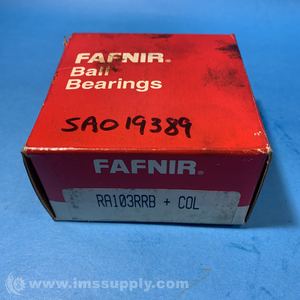 FAFNIR®
Ball
Bearings
SA019389
FAFNIR®
RA103RRB + COL
© www.imssupply.com